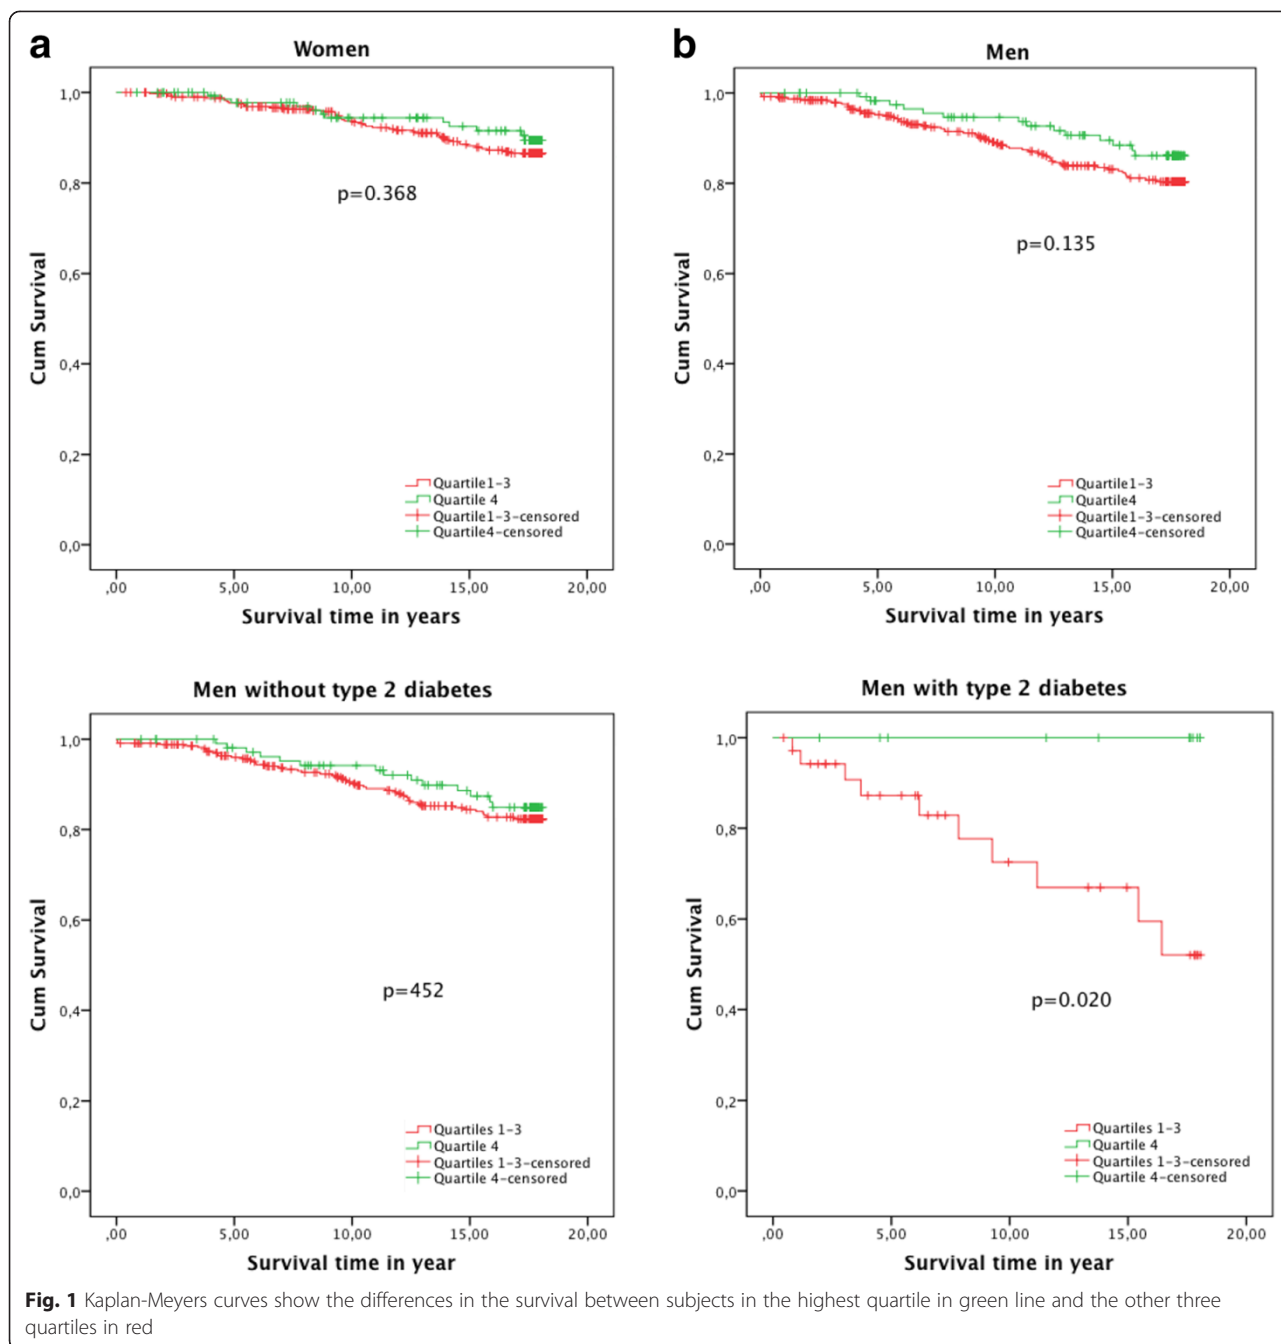 a
Women
1,0
0,8
0,6
0,4
0,2
0,0
Cum Survival
p=0.368
Quartile1-3
Quartile 4
Quartile1-3-censored
Quartile4-censored
,00 5,00 10,00 15,00 20,00
Survival time in years
b
Men
1,0
0,8
0,6
0,4
0,2
0,0
Cum Survival
p=0.135
Quartile1-3
Quartile4
Quartile1-3-censored
Quartile4-censored
,00 5,00 10,00 15,00 20,00
Survival time in years
Men without type 2 diabetes
1,0
0,8
0,6
0,4
0,2
0,0
Cum Survival
p=452
Quartiles 1-3
Quartile 4
Quartiles 1-3-censored
Quartile 4-censored
,00 5,00 10,00 15,00 20,00
Survival time in year
Men with type 2 diabetes
1,0
0,8
0,6
0,4
0,2
0,0
Cum Survival
p=0.020
Quartiles 1-3
Quartile 4
Quartiles 1-3-censored
Quartile 4-censored
,00 5,00 10,00 15,00 20,00
Survival time in year
Fig. 1 Kaplan-Meyers curves show the differences in the survival between subjects in the highest quartile in green line and the other three
quartiles in red